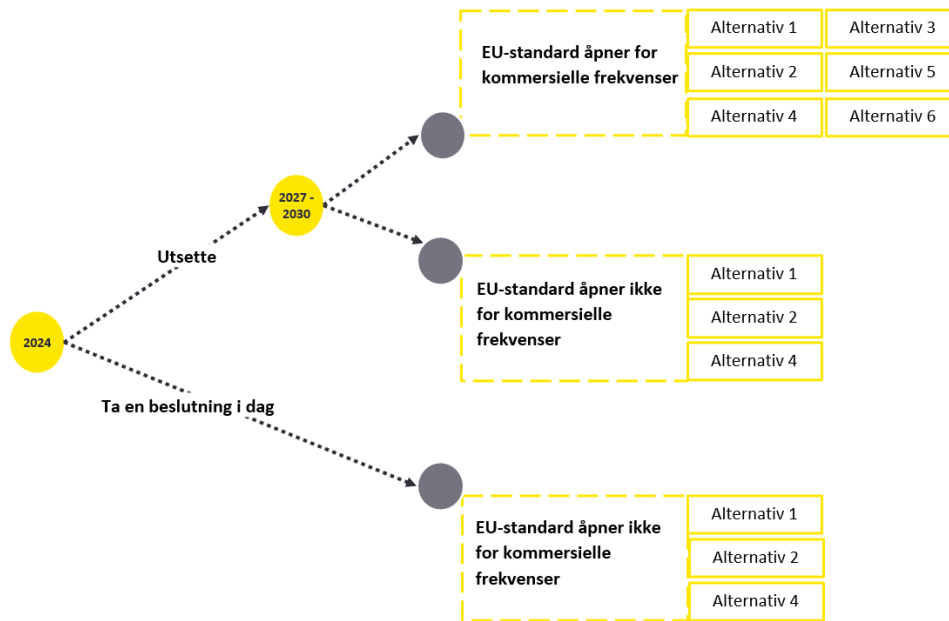 EU-standard åpner for
kommersielle frekvenser
Alternativ 1
Alternativ 3
Alternativ 2
Alternativ 5
Alternativ 4
Alternativ 6
2027 -
2030
Utsette
EU-standard åpner ikke
for kommersielle
frekvenser
Alternativ 1
Alternativ 2
Alternativ 4
2024
Ta en beslutning i dag
EU-standard åpner ikke
for kommersielle
frekvenser
Alternativ 1
Alternativ 2
Alternativ 4